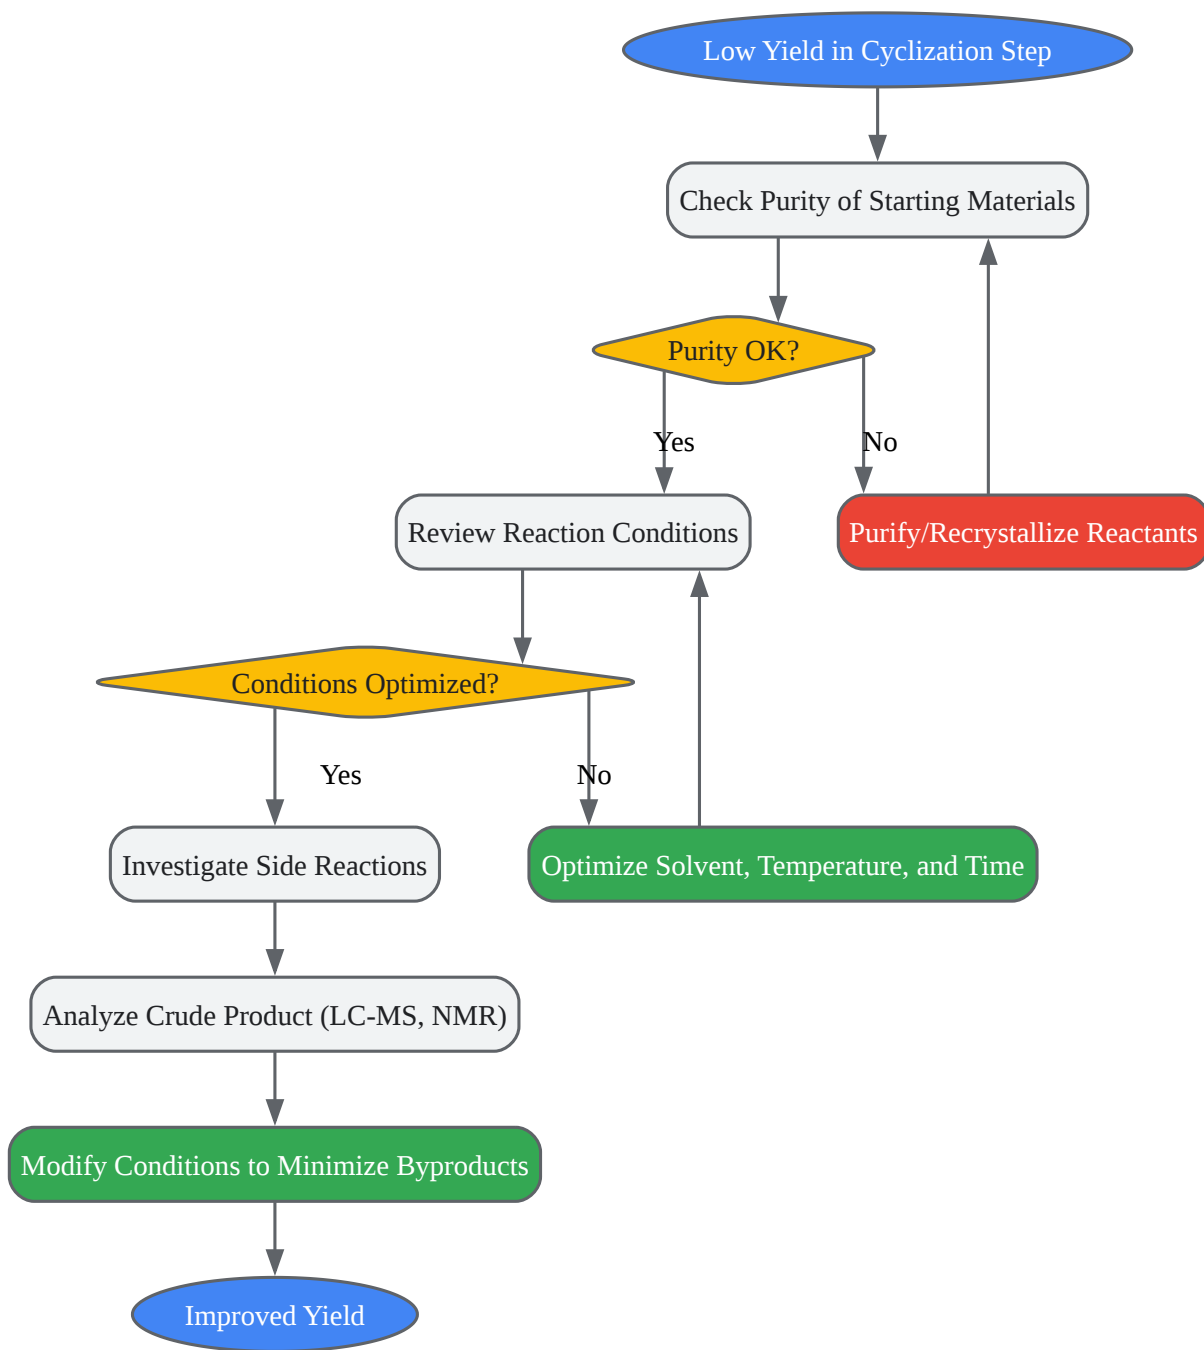 Low Yield in Cyclization Step
Check Purity of Starting Materials
Purity OK?
Yes
No
Review Reaction Conditions
Purify/Recrystallize Reactants
Conditions Optimized?
Yes
No
Investigate Side Reactions
Optimize Solvent, Temperature, and Time
Analyze Crude Product (LC-MS, NMR)
Modify Conditions to Minimize Byproducts
Improved Yield